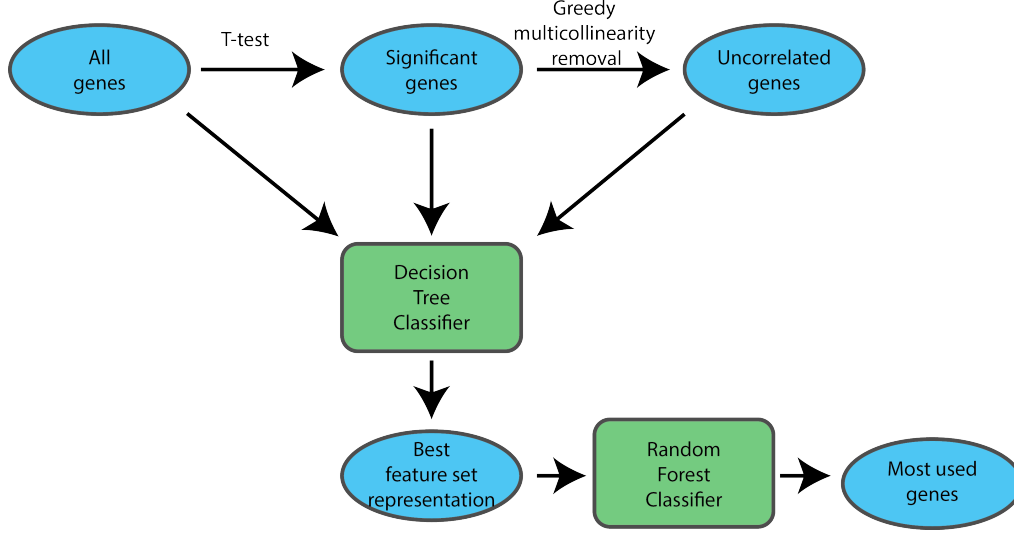 All
genes
T-test
Significant
genes
Greedy
multicollinearity
removal
Uncorrelated
genes
Decision
Tree
Classifier
Best
feature set
representation
Random
Forest
Classifier
Most used
genes